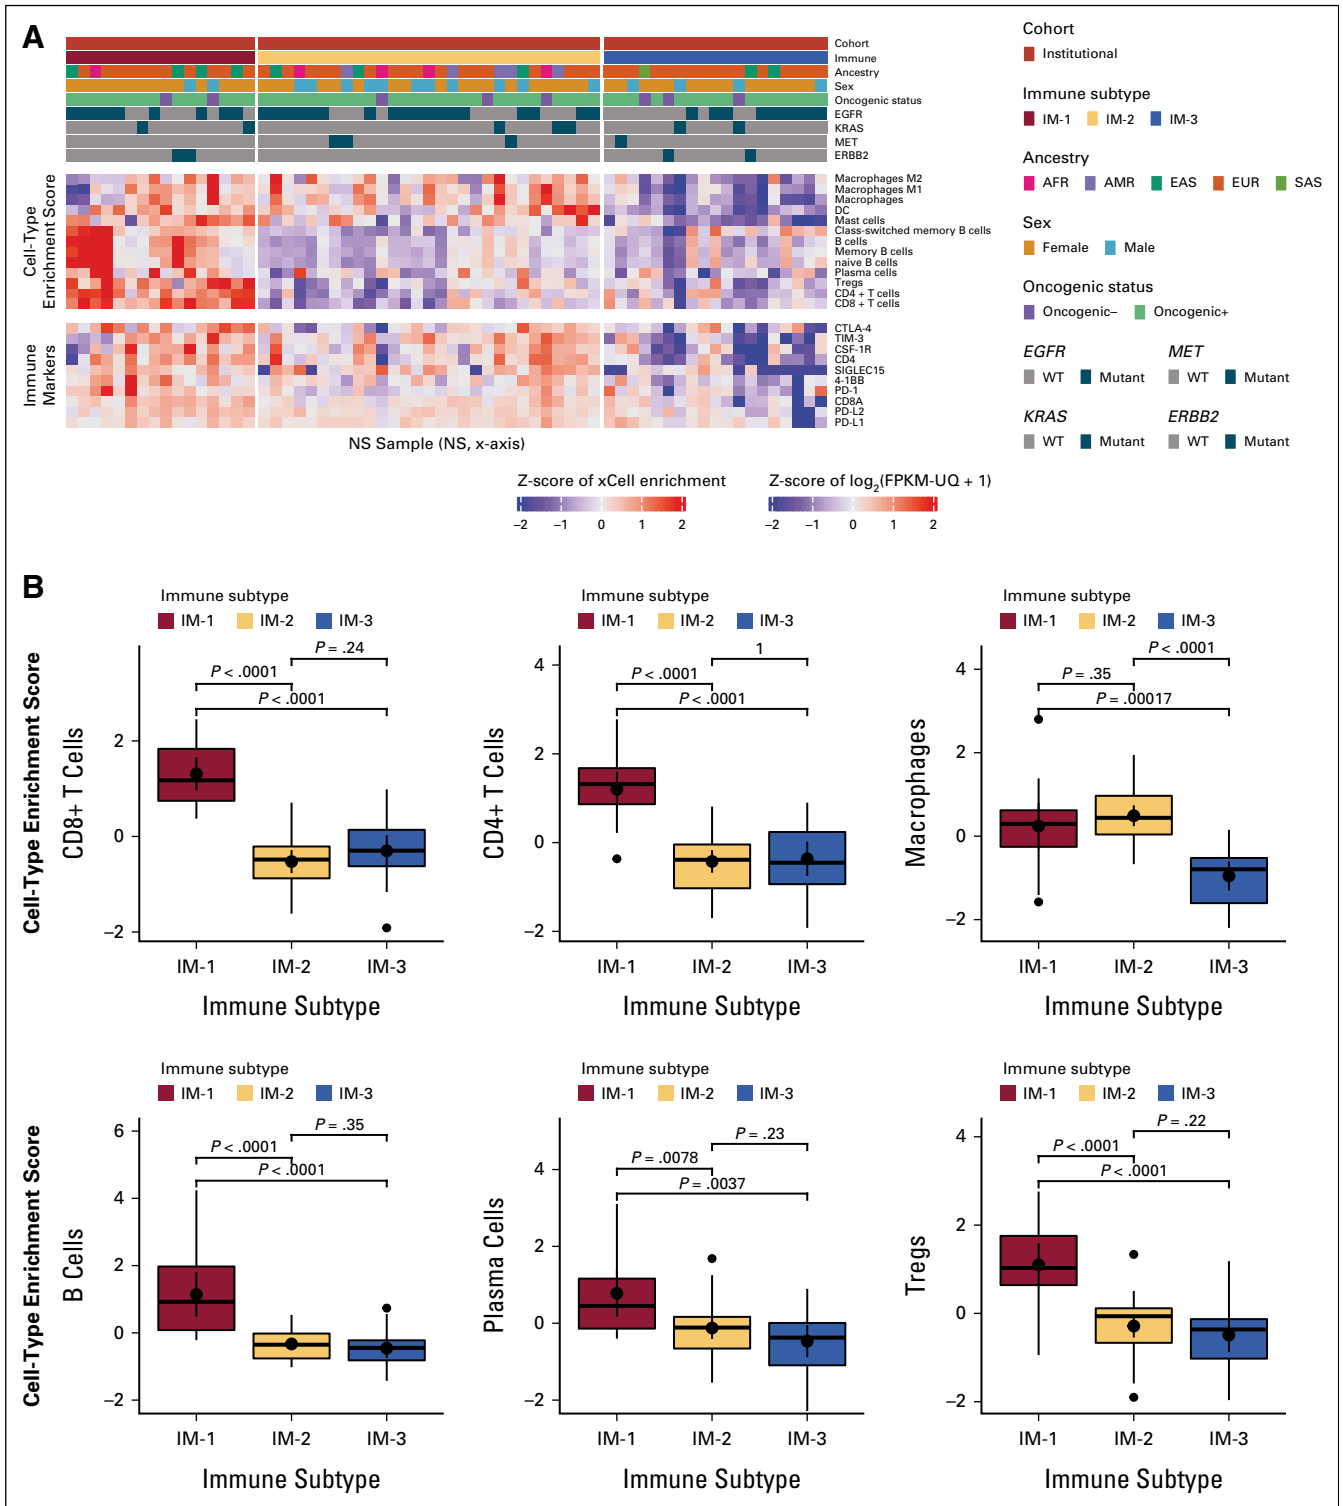 A
Cohort
Immune
Ancestry
Sex
Oncogenic status
EGFR
KRAS
MET
ERBB2
Cell-Type
Enrichment Score
Macrophages M2
Macrophages M1
Macrophages
DC
Mast cells
Class-switched memory B cells
B cells
Memory B cells
naive B cells
Plasma cells
Tregs
CD4 + T cells
CD8 + T cells
Immune
Markers
CTLA-4
TIM-3
CSF-1R
CD4
SIGLEC15
4-1BB
PD-1
CD8A
PD-L2
PD-L1
NS Sample (NS, x-axis)
Z-score of xCell enrichment
−2 −1 0 1 2
Z-score of log2(FPKM-UQ + 1)
−2 −1 0 1 2
Cohort
Institutional
Immune subtype
IM-1 IM-2 IM-3
Ancestry
AFR AMR EAS EUR SAS
Sex
Female Male
Oncogenic status
Oncogenic− Oncogenic+
EGFR MET
WT Mutant WT Mutant
KRAS ERBB2
WT Mutant WT Mutant
B
Cell-Type Enrichment Score
Immune subtype
IM-1 IM-2 IM-3
P = .24
P < .0001
P < .0001
CD8+ T Cells
2
0
−2
IM-1 IM-2 IM-3
Immune Subtype
Immune subtype
IM-1 IM-2 IM-3
1
P < .0001
P < .0001
CD4+ T Cells
4
2
0
−2
IM-1 IM-2 IM-3
Immune Subtype
Immune subtype
IM-1 IM-2 IM-3
P < .0001
P = .35
P = .00017
Macrophages
4
2
0
−2
IM-1 IM-2 IM-3
Immune Subtype
Cell-Type Enrichment Score
Immune subtype
IM-1 IM-2 IM-3
P = .35
P < .0001
P < .0001
B Cells
6
4
2
0
−2
IM-1 IM-2 IM-3
Immune Subtype
Immune subtype
IM-1 IM-2 IM-3
P = .23
P = .0078
P = .0037
Plasma Cells
4
2
0
−2
IM-1 IM-2 IM-3
Immune Subtype
Immune subtype
IM-1 IM-2 IM-3
P = .22
P < .0001
P < .0001
Tregs
4
2
0
−2
IM-1 IM-2 IM-3
Immune Subtype